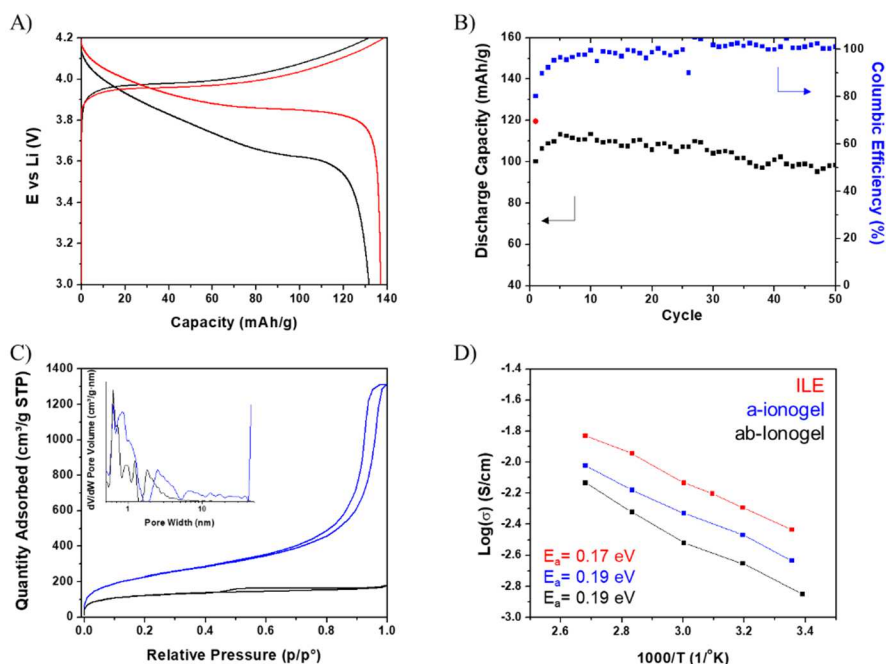 A)
4.2
4.0
3.8
3.6
3.4
3.2
3.0
E vs Li (V)
0 20 40 60 80 100 120 140
Capacity (mAh/g)
B)
160
140
120
100
80
60
40
Discharge Capacity (mAh/g)
100
80
60
40
20
0
Columbic Efficiency (%)
0 10 20 30 40 50
Cycle
C)
1400
1200
1000
800
600
400
200
0
Quantity Adsorbed (cm³/g STP)
dV/dW Pore Volume (cm³/g·nm)
1 10
Pore Width (nm)
0.0 0.2 0.4 0.6 0.8 1.0
Relative Pressure (p/p°)
D)
-1.4
-1.6
-1.8
-2.0
-2.2
-2.4
-2.6
-2.8
-3.0
Log(σ) (S/cm)
ILE
a-ionogel
ab-Ionogel
Ea= 0.17 eV
Ea= 0.19 eV
Ea= 0.19 eV
2.6 2.8 3.0 3.2 3.4
1000/T (1/°K)